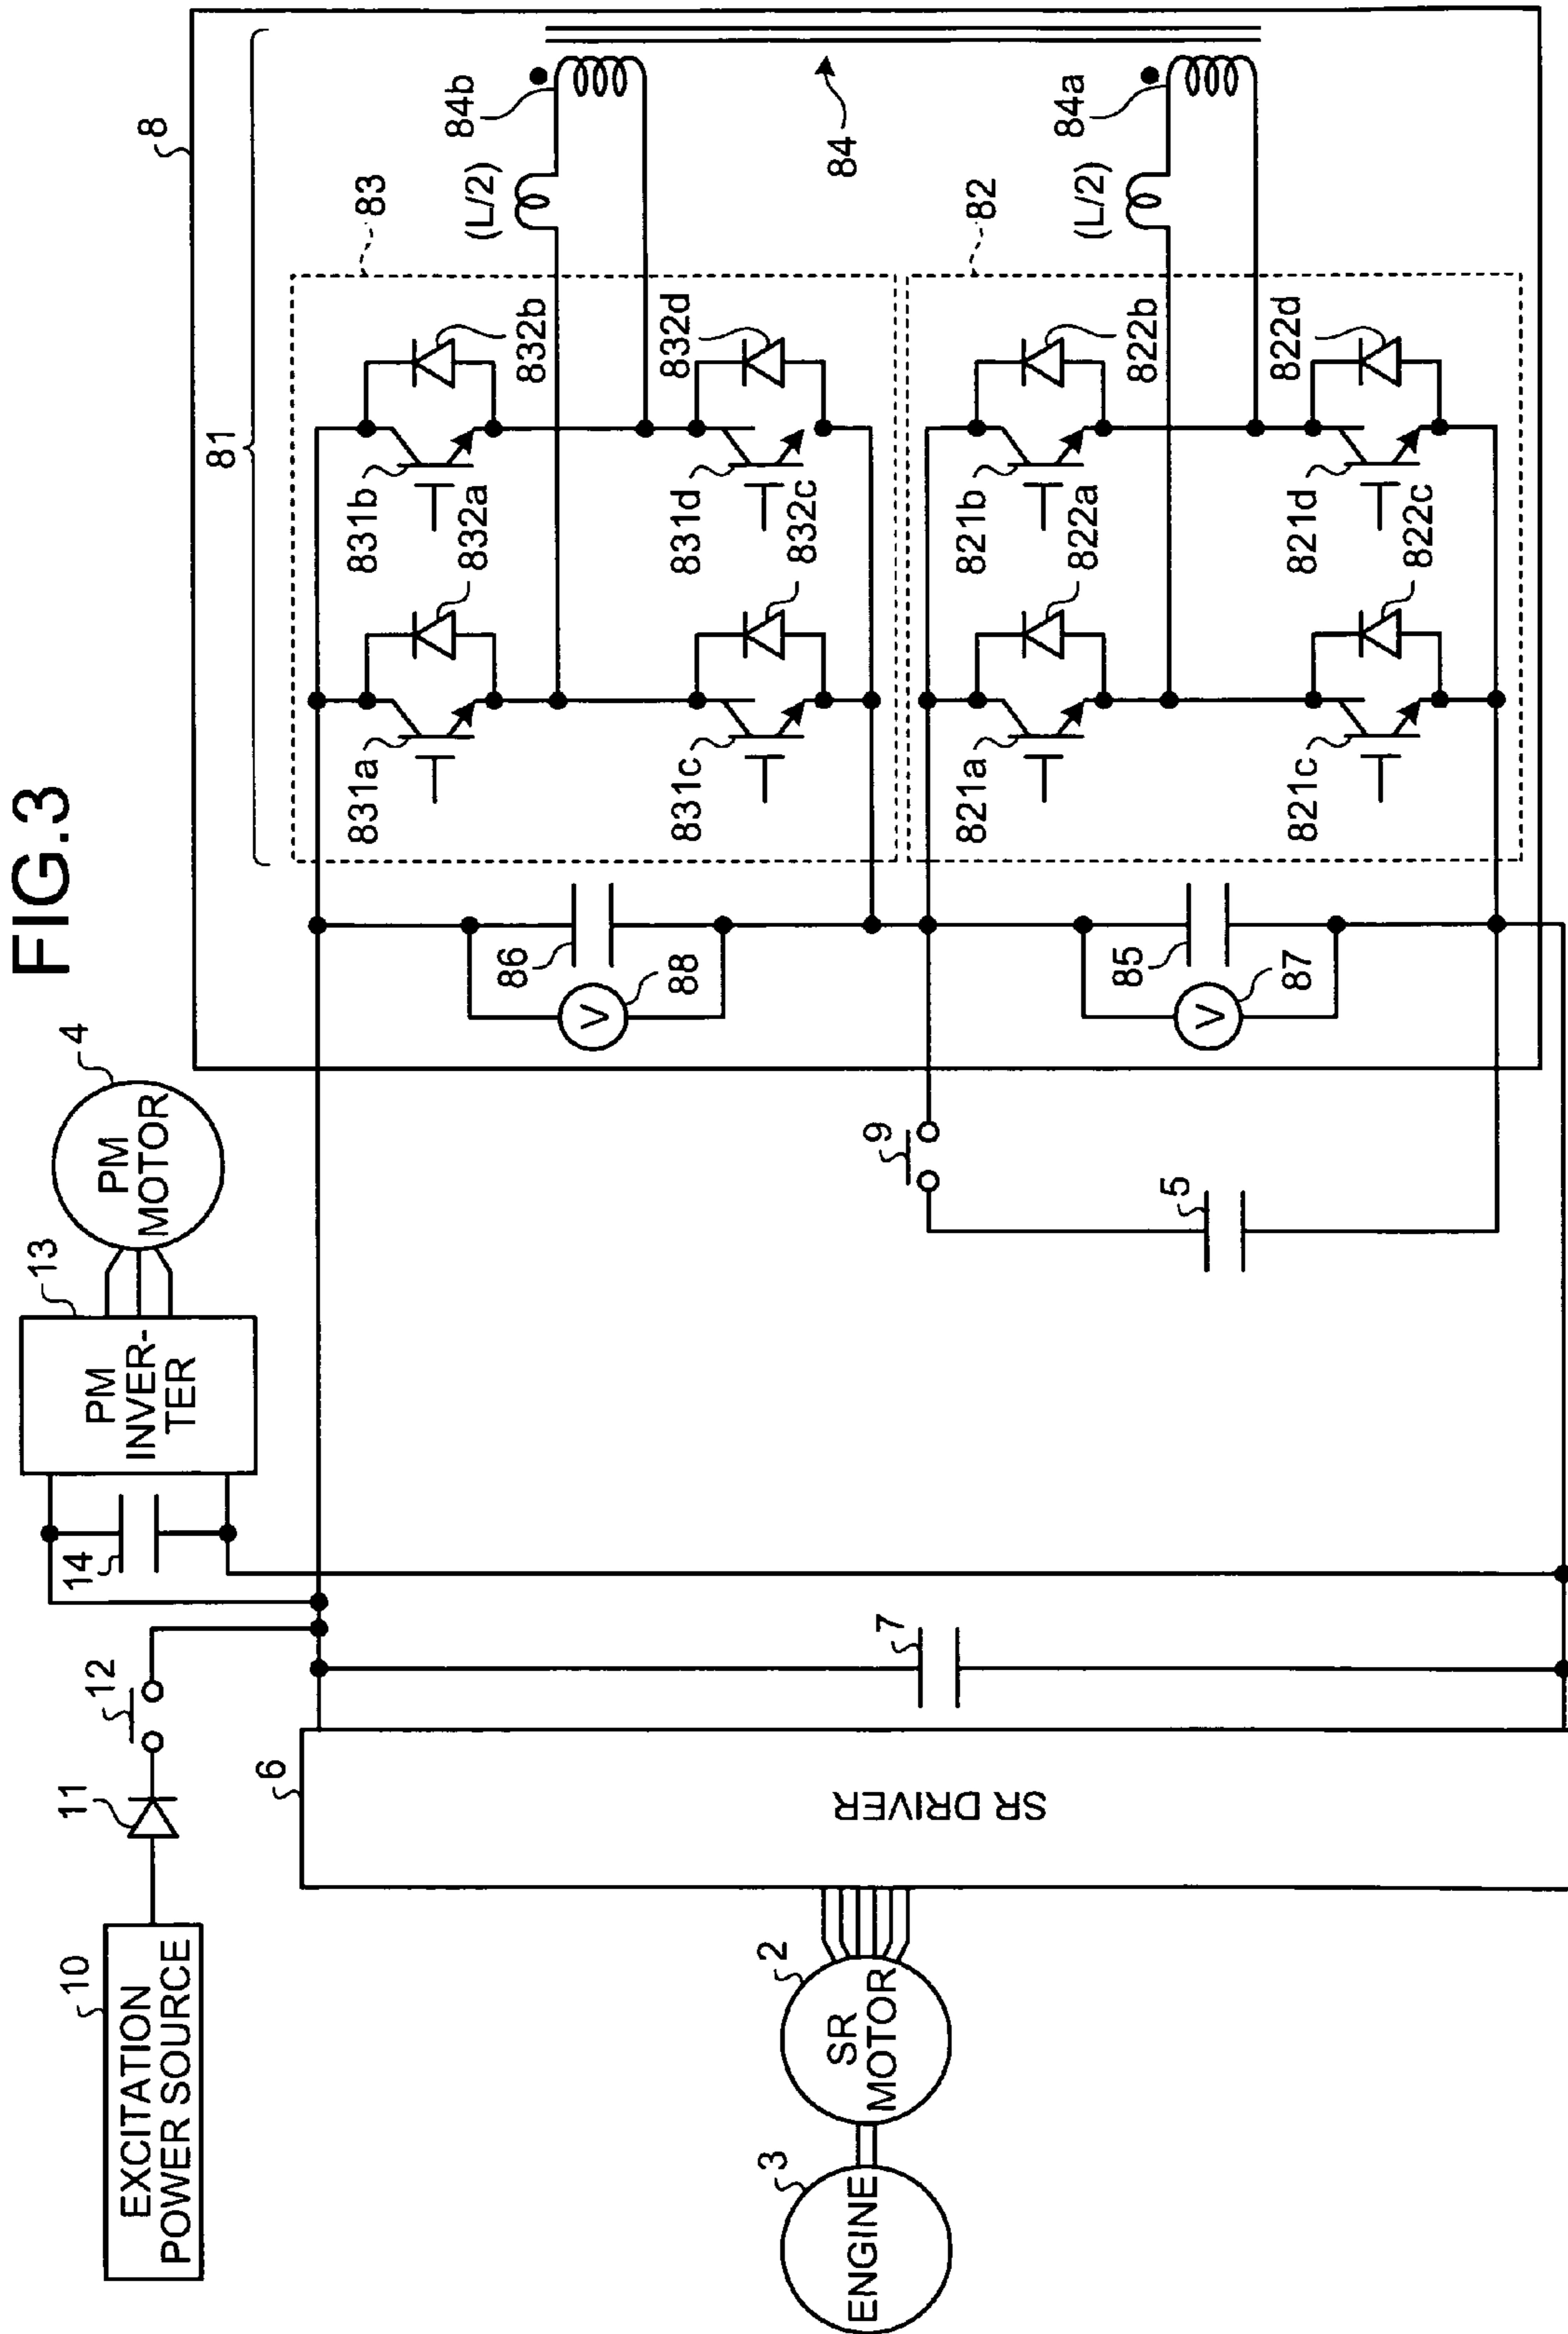 FIG.3
10
EXCITATION
POWER SOURCE
11
12
14
13
PM
INVER-
TER
4
PM
MOTOR
3
ENGINE
2
SR
MOTOR
6
SR DRIVER
7
5
9
8
81
86
V
88
85
V
87
83
831a
832a
831b
832b
831c
832c
831d
832d
(L/2)
84b
84
82
821a
822a
821b
822b
821c
822c
821d
822d
(L/2)
84a